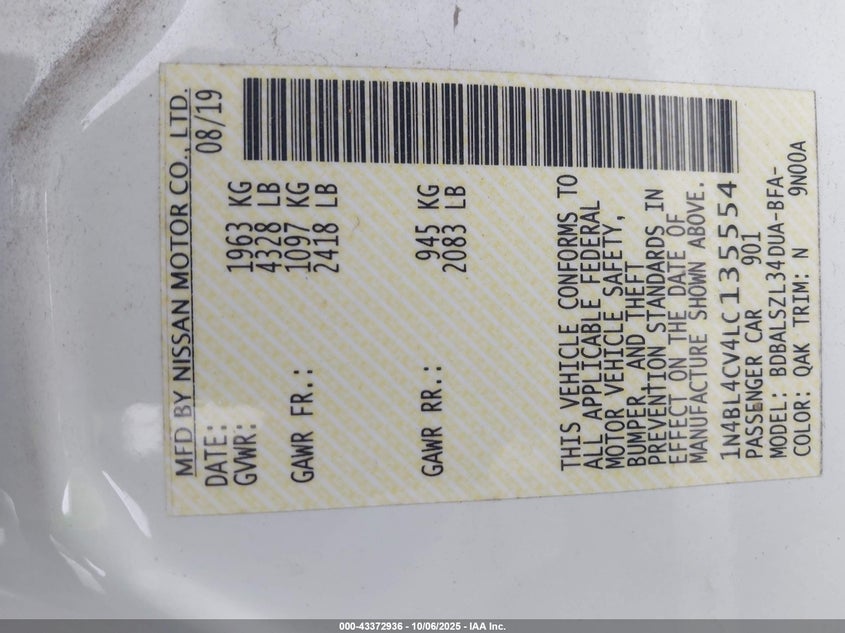 MFD BY NISSAN MOTOR CO., LTD.
DATE: 08/19
GVWR: 1963 KG
4328 LB
GAWR FR.: 1097 KG
2418 LB
GAWR RR.: 945 KG
2083 LB
THIS VEHICLE CONFORMS TO
ALL APPLICABLE FEDERAL
MOTOR VEHICLE SAFETY,
BUMPER, AND THEFT
PREVENTION STANDARDS IN
EFFECT ON THE DATE OF
MANUFACTURE SHOWN ABOVE.
1N4BL4CV4LC135554
PASSENGER CAR 901
MODEL: BDBALSZL34DUA-BFA-
COLOR: QAK TRIM: N 9N00A
000-43372936 - 10/06/2025 - IAA Inc.